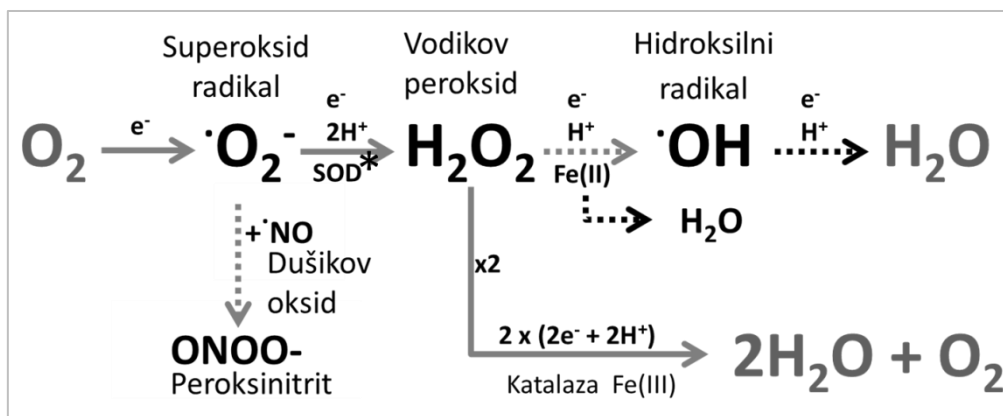 Superoksid
radikal
Vodikov
peroksid
Hidroksilni
radikal
O₂
e⁻
·O₂⁻
e⁻
2H⁺
SOD*
H₂O₂
e⁻
H⁺
Fe(II)
·OH
e⁻
H⁺
H₂O
H₂O
+·NO
Dušikov
oksid
ONOO-
Peroksinitrit
x2
2 x (2e⁻ + 2H⁺)
Katalaza Fe(III)
2H₂O + O₂